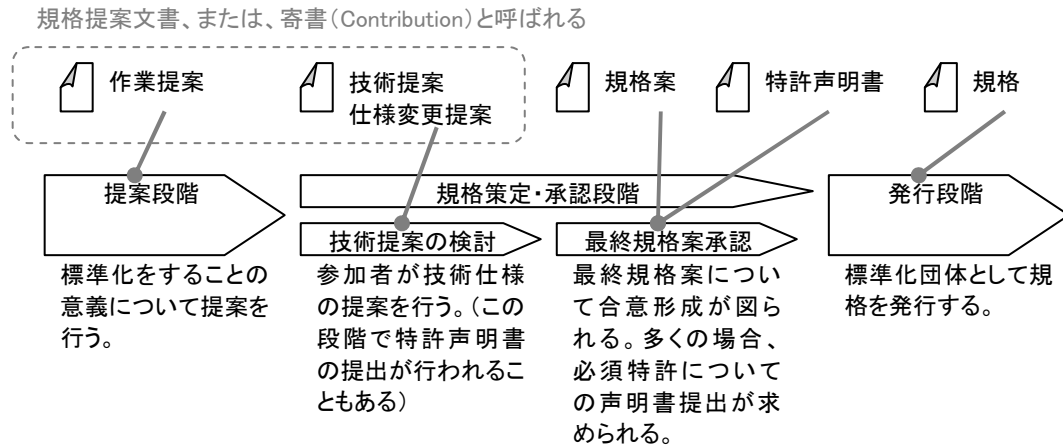 規格提案文書、または、寄書（Contribution）と呼ばれる
作業提案
技術提案
仕様変更提案
規格案
特許声明書
規格
提案段階
規格策定・承認段階
発行段階
技術提案の検討
最終規格案承認
標準化をすることの
意義について提案を
行う。
参加者が技術仕様
の提案を行う。（この
段階で特許声明書
の提出が行われるこ
ともある）
最終規格案につい
て合意形成が図ら
れる。多くの場合、
必須特許について
の声明書提出が求
められる。
標準化団体として規
格を発行する。